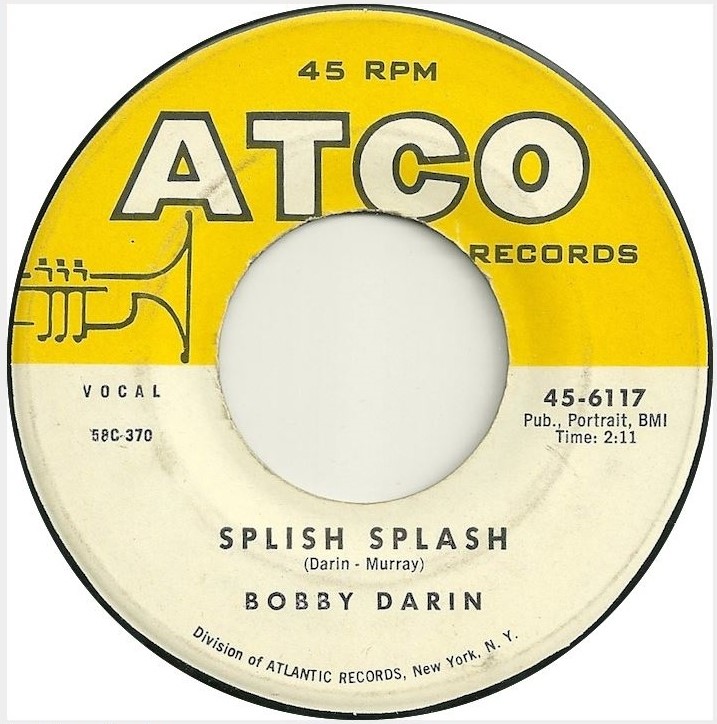 45 RPM
ATCO
RECORDS
VOCAL
58C-370
45-6117
Pub., Portrait, BMI
Time: 2:11
SPLISH SPLASH
(Darin - Murray)
BOBBY DARIN
Division of ATLANTIC RECORDS, New York, N. Y.